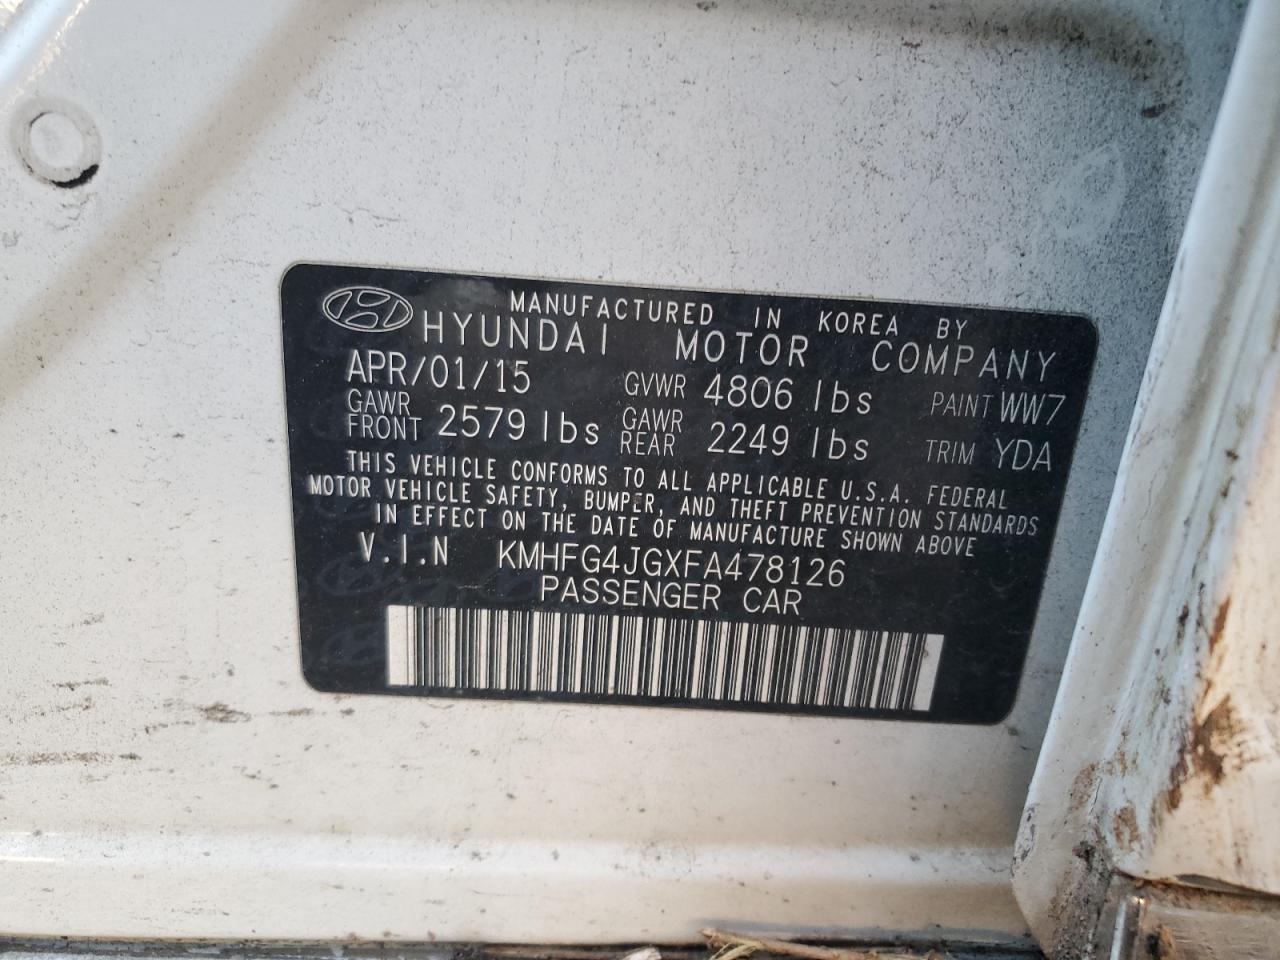 MANUFACTURED IN KOREA BY
HYUNDAI MOTOR COMPANY
APR/01/15 GVWR 4806 lbs PAINT WW7
GAWR FRONT 2579 lbs GAWR REAR 2249 lbs TRIM YDA
THIS VEHICLE CONFORMS TO ALL APPLICABLE U.S.A. FEDERAL
MOTOR VEHICLE SAFETY, BUMPER, AND THEFT PREVENTION STANDARDS
IN EFFECT ON THE DATE OF MANUFACTURE SHOWN ABOVE
V.I.N KMHFG4JGXFA478126
PASSENGER CAR